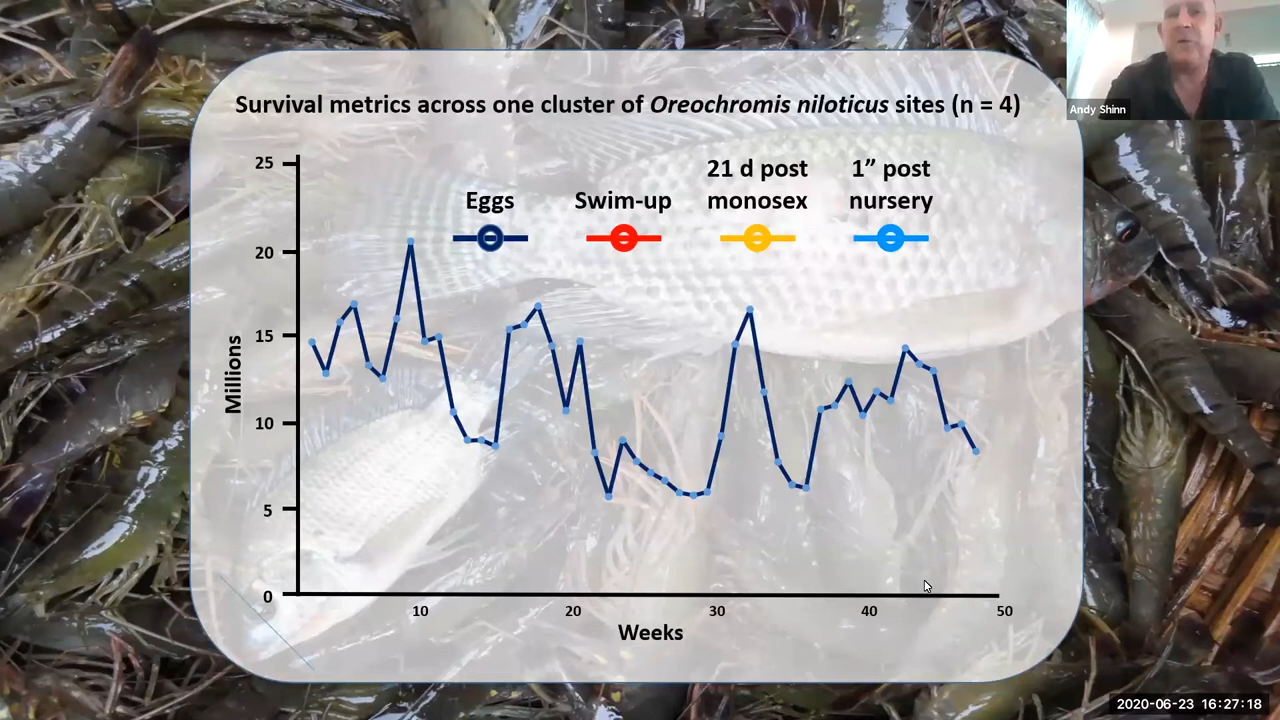 Survival metrics across one cluster of Oreochromis niloticus sites (n = 4)
Andy Shinn
Eggs
Swim-up
21 d post
monosex
1” post
nursery
Millions
25
20
15
10
5
0
10
20
30
40
50
Weeks
2020-06-23 16:27:18